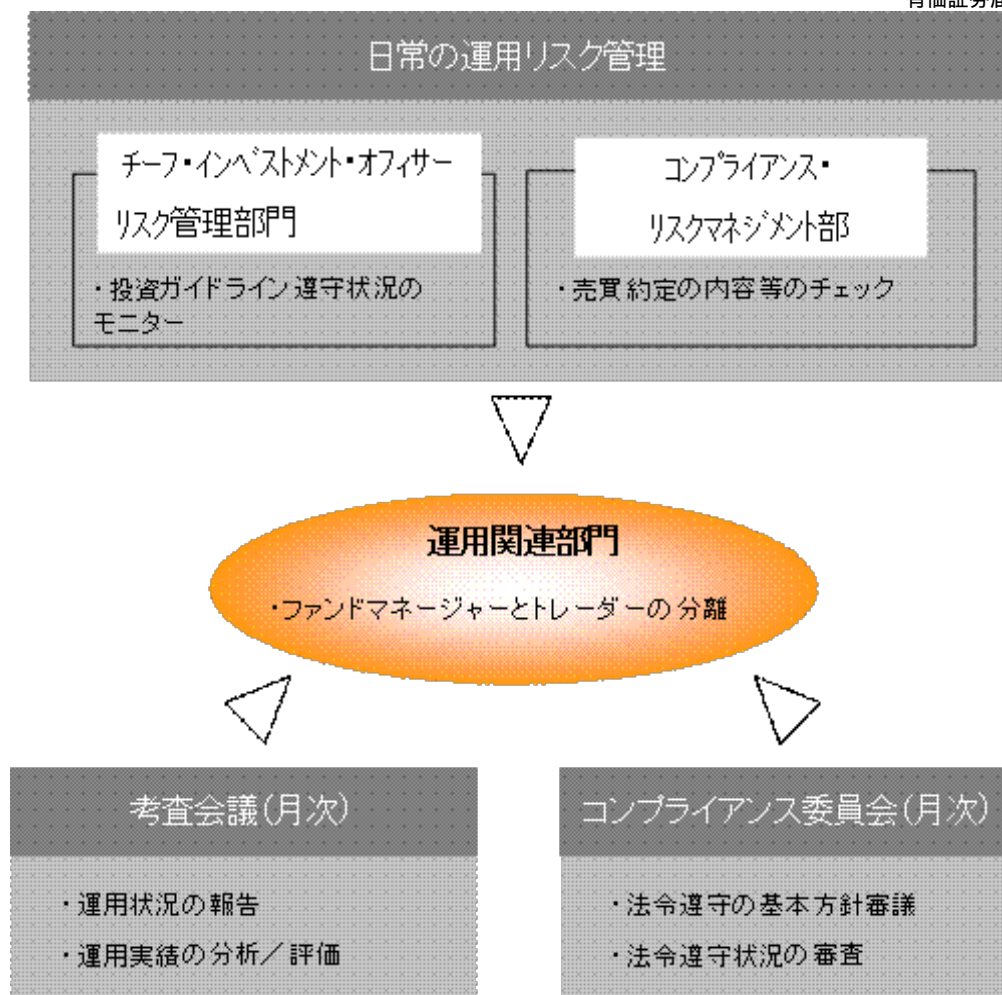 日常の運用リスク管理
チーフ・インベストメント・オフィサー
リスク管理部門
・投資ガイドライン遵守状況の
モニター
コンプライアンス・
リスクマネジメント部
・売買約定の内容等のチェック
運用関連部門
・ファンドマネージャーとトレーダーの分離
考査会議(月次)
・運用状況の報告
・運用実績の分析/評価
コンプライアンス委員会(月次)
・法令遵守の基本方針審議
・法令遵守状況の審査